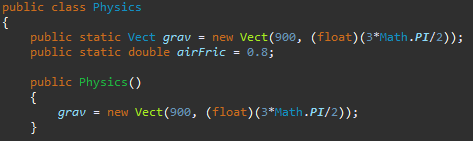 public class Physics
{
public static Vect grav = new Vect(900, (float)(3*Math.PI/2));
public static double airFric = 0.8;
public Physics()
{
grav = new Vect(900, (float)(3*Math.PI/2));
}